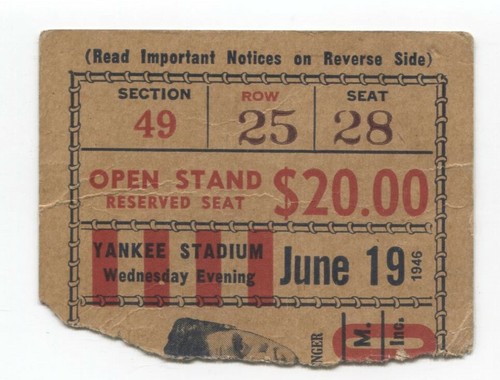 (Read Important Notices on Reverse Side)
SECTION ROW SEAT
49 25 28
OPEN STAND $20.00
RESERVED SEAT
YANKEE STADIUM June 19 1946
Wednesday Evening
M.
Inc.